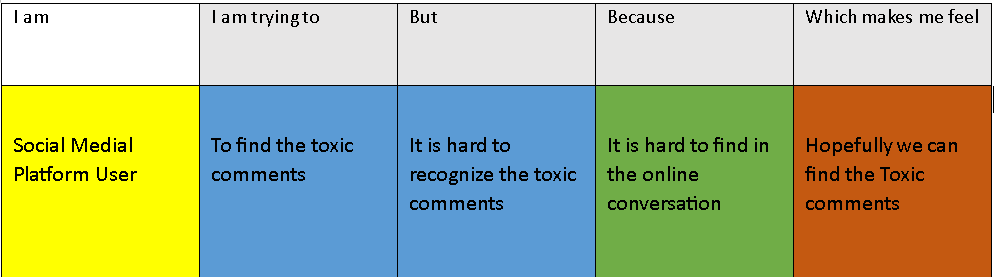 I am
I am trying to
But
Because
Which makes me feel
Social Medial
Platform User
To find the toxic
comments
It is hard to
recognize the toxic
comments
It is hard to find in
the online
conversation
Hopefully we can
find the Toxic
comments